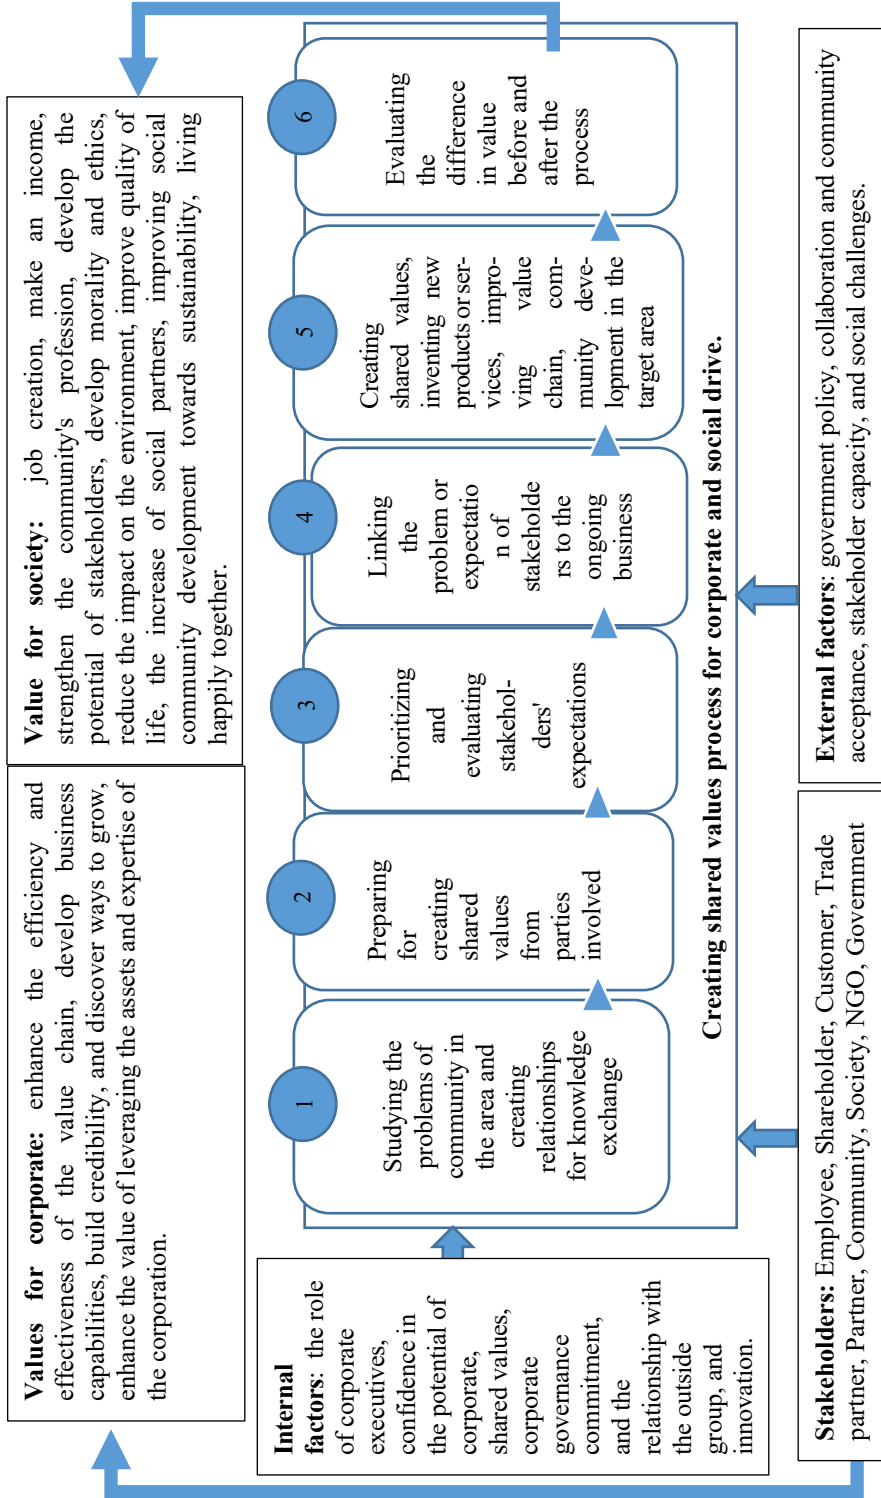 Values for corporate: enhance the efficiency and
effectiveness of the value chain, develop business
capabilities, build credibility, and discover ways to grow,
enhance the value of leveraging the assets and expertise of
the corporation.
Value for society: job creation, make an income,
strengthen the community's profession, develop the
potential of stakeholders, develop morality and ethics,
reduce the impact on the environment, improve quality of
life, the increase of social partners, improving social
community development towards sustainability, living
happily together.
Internal
factors: the role
of corporate
executives,
confidence in
the potential of
corporate,
shared values,
corporate
governance
commitment,
and the
relationship with
the outside
group, and
innovation.
1
Studying the
problems of
community in
the area and
creating
relationships
for knowledge
exchange
2
Preparing
for
creating
shared
values
from
parties
involved
3
Prioritizing
and
evaluating
stakehol-
ders'
expectations
4
Linking
the
problem or
expectatio
n of
stakeholde
rs to the
ongoing
business
5
Creating
shared values,
inventing new
products or ser-
vices, impro-
ving value
chain, com-
munity deve-
lopment in the
target area
6
Evaluating
the
difference
in value
before and
after the
process
Creating shared values process for corporate and social drive.
Stakeholders: Employee, Shareholder, Customer, Trade
partner, Partner, Community, Society, NGO, Government
External factors: government policy, collaboration and community
acceptance, stakeholder capacity, and social challenges.